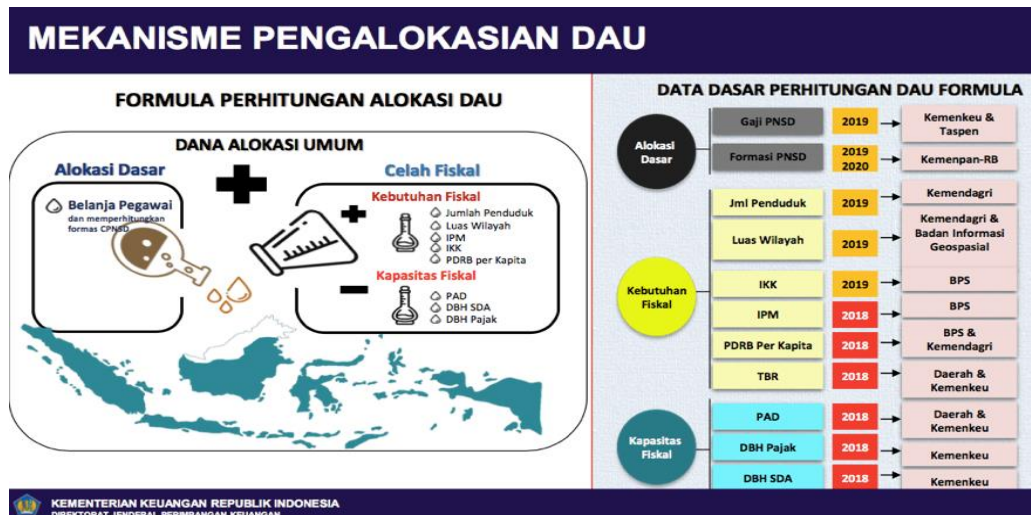 MEKANISME PENGALOKASIAN DAU
FORMULA PERHITUNGAN ALOKASI DAU
DANA ALOKASI UMUM
Alokasi Dasar
Belanja Pegawai
dan memperhitungkan
formas CPNSD
Celah Fiskal
Kebutuhan Fiskal
Jumlah Penduduk
Luas Wilayah
IPM
IKK
PDRB per Kapita
Kapasitas Fiskal
PAD
DBH SDA
DBH Pajak
DATA DASAR PERHITUNGAN DAU FORMULA
Alokasi
Dasar
Gaji PNSD
2019
Kemenkeu &
Taspen
Formasi PNSD
2019
2020
Kemenpan-RB
Kebutuhan
Fiskal
Jml Penduduk
2019
Kemendagri
Luas Wilayah
2019
Kemendagri &
Badan Informasi
Geospasial
IKK
2019
BPS
IPM
2018
BPS
PDRB Per Kapita
2018
BPS &
Kemendagri
TBR
2018
Daerah &
Kemenkeu
Kapasitas
Fiskal
PAD
2018
Daerah &
Kemenkeu
DBH Pajak
2018
Kemenkeu
DBH SDA
2018
Kemenkeu
KEMENTERIAN KEUANGAN REPUBLIK INDONESIA
DIREKTORAT JENDERAL PERIMBANGAN KEUANGAN